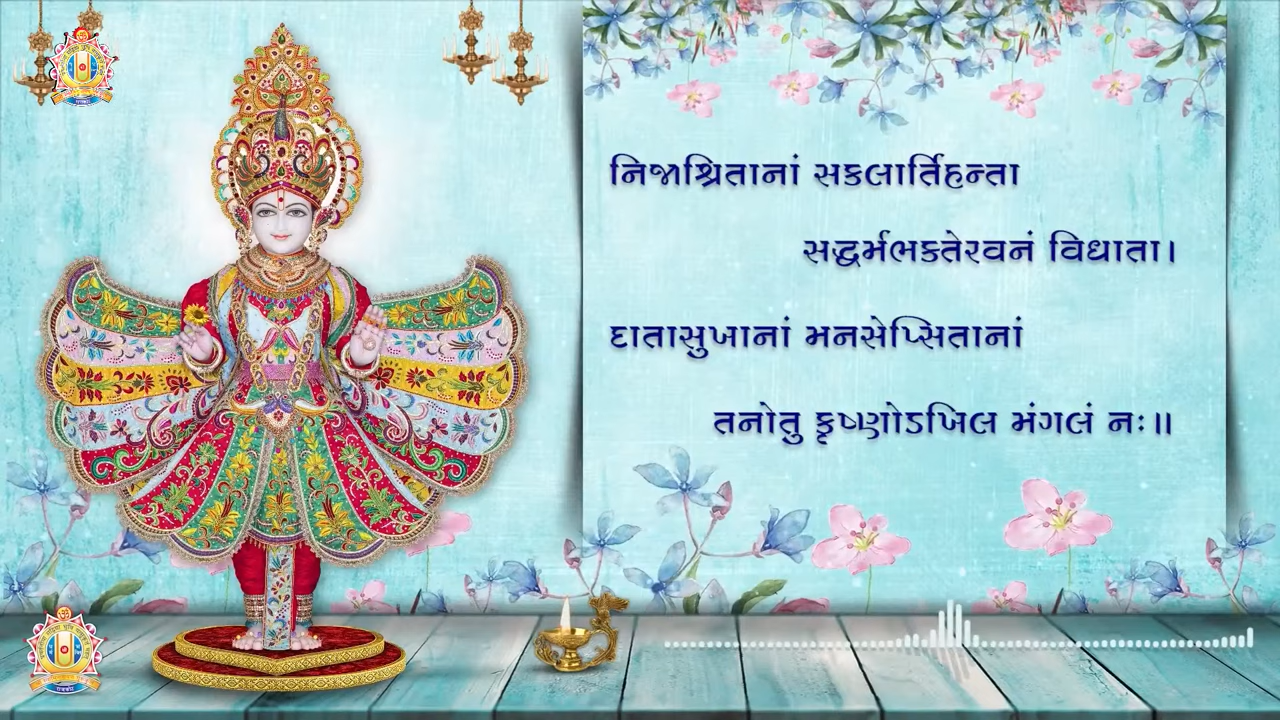 નિજાશ્રિતાનાં સકલાર્તિહન્તા
સદ્ધર્મભક્તેરવનં વિધાતા।
દાતાસુખાનાં મનસેપ્સિતાનાં
તનોતુ કૃષ્ણોઽખિલ મંગલં નઃ॥